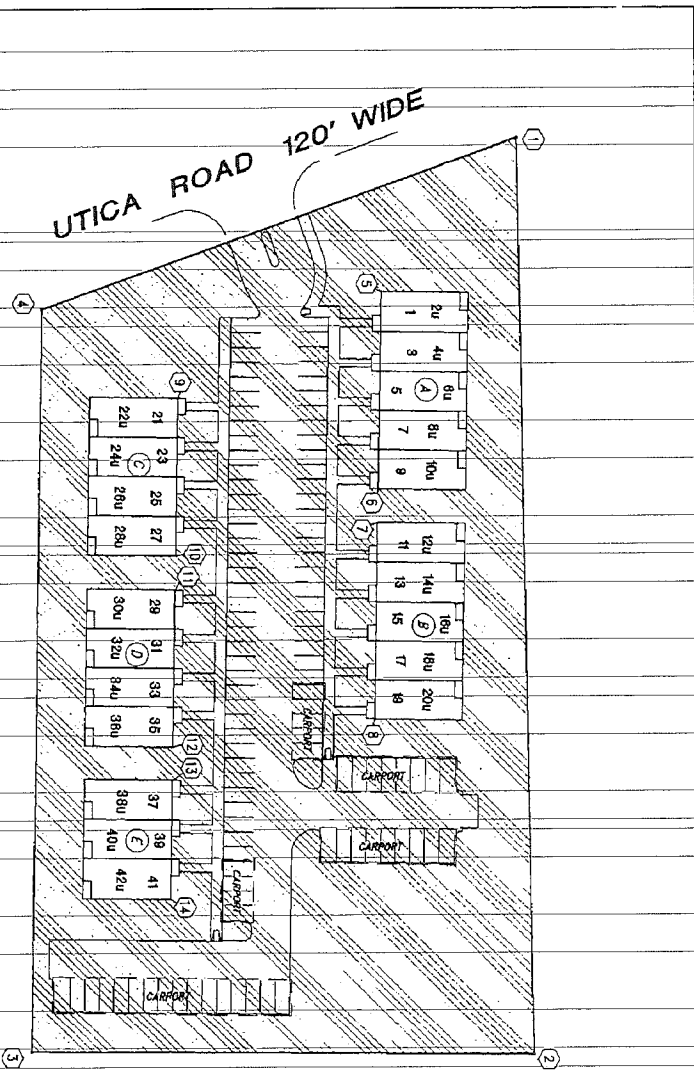 UTICA ROAD 120' WIDE
1
5
2u 1
4u 3
6u A 5
8u 7
10u 9
6
7
12u 11
14u 13
16u B 15
18u 17
20u 19
8
4
9
21 22u
23 24u C
25 26u
27 28u
10
11
29 30u
31 32u D
33 34u
35 36u
12
13
37 38u
39 40u E
41 42u
14
CARPORT
CARPORT
CARPORT
CARPORT
CARPORT
3
2